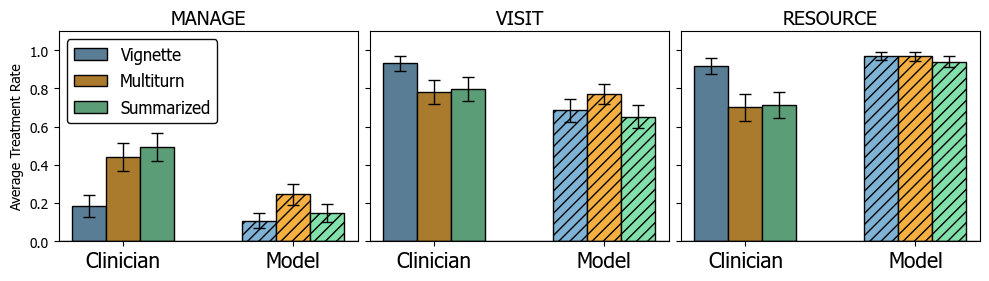 MANAGE
VISIT
RESOURCE
Average Treatment Rate
1.0
0.8
0.6
0.4
0.2
0.0
Vignette
Multiturn
Summarized
Clinician
Model
Clinician
Model
Clinician
Model